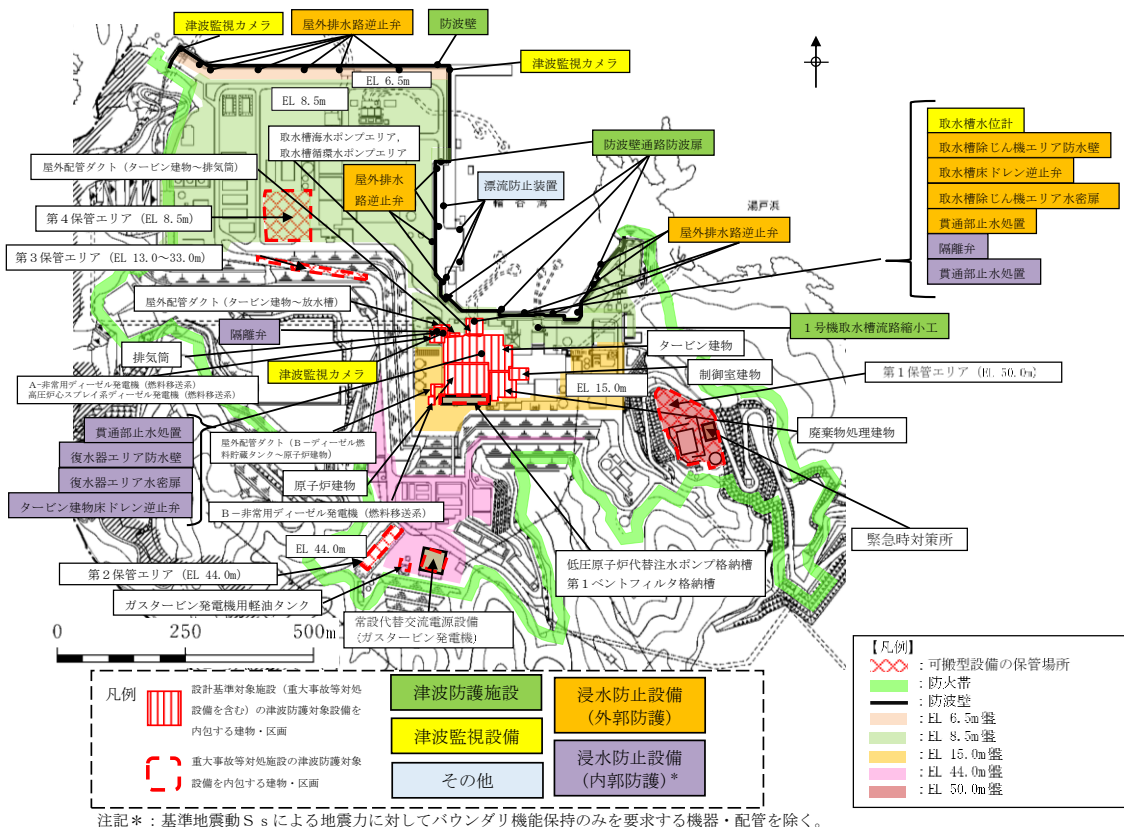 津波監視カメラ
屋外排水路逆止弁
防波壁
津波監視カメラ
EL 6.5m
EL 8.5m
取水槽海水ポンプエリア,
取水槽循環水ポンプエリア
防波壁通路防波扉
屋外配管ダクト（タービン建物～排気筒）
屋外排水
路逆止弁
漂流防止装置
輪谷湾
湯戸浜
取水槽水位計
取水槽除じん機エリア防水壁
取水槽床ドレン逆止弁
取水槽除じん機エリア水密扉
貫通部止水処置
隔離弁
貫通部止水処置
第４保管エリア（EL 8.5m）
屋外排水路逆止弁
第３保管エリア（EL 13.0～33.0m）
屋外配管ダクト（タービン建物～放水槽）
隔離弁
１号機取水槽流路縮小工
排気筒
タービン建物
津波監視カメラ
制御室建物
第１保管エリア（EL 50.0m）
A-非常用ディーゼル発電機（燃料移送系）
高圧炉心スプレイ系ディーゼル発電機（燃料移送系）
EL 15.0m
貫通部止水処置
復水器エリア防水壁
復水器エリア水密扉
タービン建物床ドレン逆止弁
屋外配管ダクト（B－ディーゼル燃
料貯蔵タンク～原子炉建物）
廃棄物処理建物
原子炉建物
B－非常用ディーゼル発電機（燃料移送系）
緊急時対策所
EL 44.0m
第２保管エリア（EL 44.0m）
低圧原子炉代替注水ポンプ格納槽
第１ベントフィルタ格納槽
ガスタービン発電機用軽油タンク
常設代替交流電源設備
（ガスタービン発電機）
0 250 500m
凡例
設計基準対象施設（重大事故等対処
設備を含む）の津波防護対象設備を
内包する建物・区画
重大事故等対処施設の津波防護対象
設備を内包する建物・区画
津波防護施設
津波監視設備
その他
浸水防止設備
（外郭防護）
浸水防止設備
（内郭防護）*
【凡例】
：可搬型設備の保管場所
：防火帯
：防波壁
：EL 6.5m盤
：EL 8.5m盤
：EL 15.0m盤
：EL 44.0m盤
：EL 50.0m盤
注記＊：基準地震動Ｓｓによる地震力に対してバウンダリ機能保持のみを要求する機器・配管を除く。